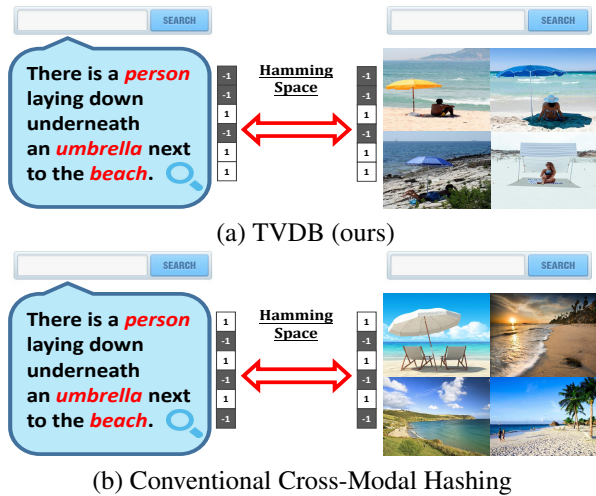 SEARCH
SEARCH
There is a person
laying down
underneath
an umbrella next
to the beach.
-1
-1
1
-1
1
1
Hamming
Space
-1
-1
1
-1
1
1
(a) TVDB (ours)
SEARCH
SEARCH
There is a person
laying down
underneath
an umbrella next
to the beach.
1
-1
1
-1
1
-1
Hamming
Space
1
-1
1
-1
1
-1
(b) Conventional Cross-Modal Hashing